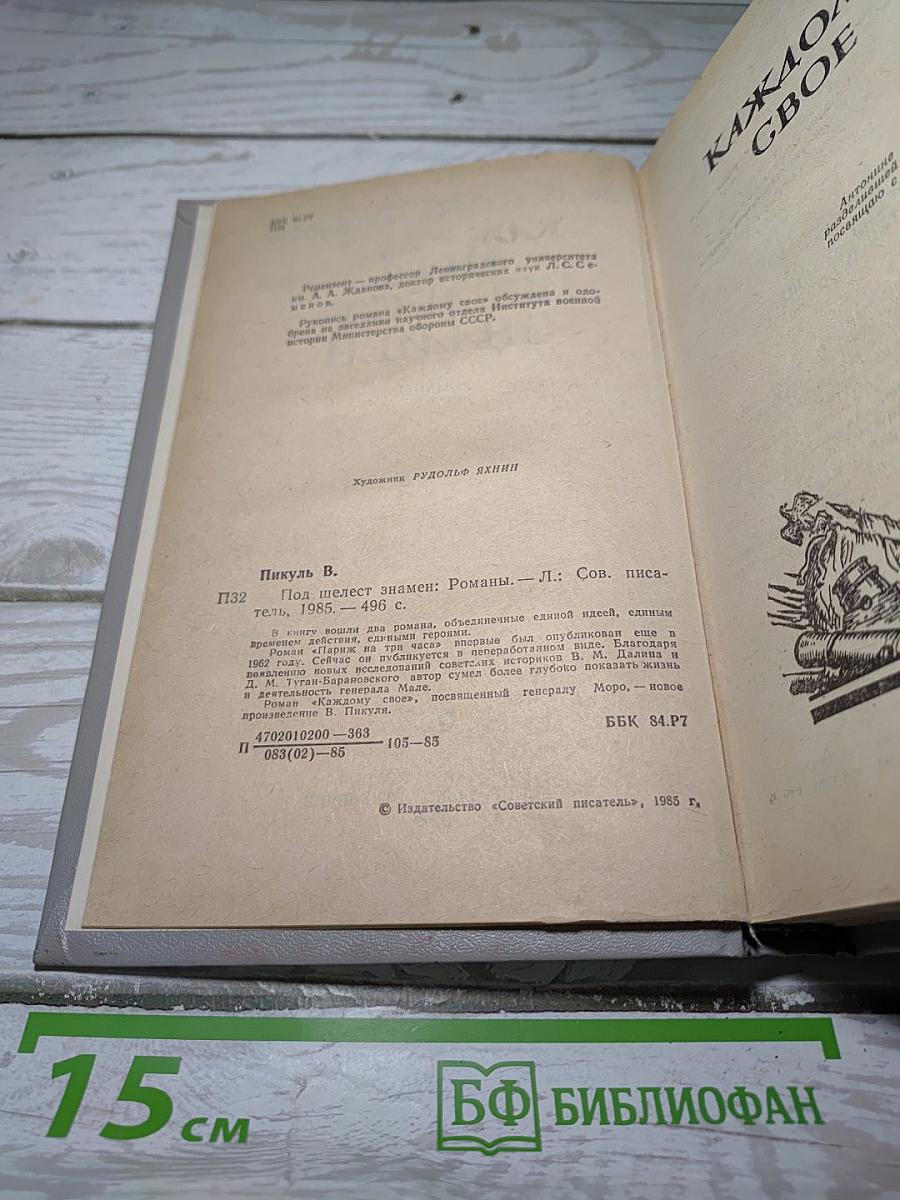 ББК 84.Р7
П32
Рецензент — профессор Ленинградского университета
им. А. А. Жданова, доктор исторических наук Л. С. Се-
менов.
Рукопись романа «Каждому свое» обсуждена и одо-
брена на заседании научного отдела Института военной
истории Министерства обороны СССР.
Художник РУДОЛЬФ ЯХНИН
Пикуль В.
П32 Под шелест знамен: Романы. — Л.: Сов. писа-
тель, 1985. — 496 с.
В книгу вошли два романа, объединенные единой идеей, единым
временем действия, едиными героями.
Роман «Париж на три часа» впервые был опубликован еще в
1962 году. Сейчас он публикуется в переработанном виде. Благодаря
появлению новых исследований советских историков В. М. Далина и
Д. М. Туган-Барановского автор сумел более глубоко показать жизнь
и деятельность генерала Мале.
Роман «Каждому свое», посвященный генералу Моро, — новое
произведение В. Пикуля.
П 4702010200—363
083(02)—85 105—85
ББК 84.Р7
© Издательство «Советский писатель», 1985 г.
КАЖДОМ
СВОЕ
Антонине
разделившей
посвящаю с
15 см
БФ БИБЛИОФАН